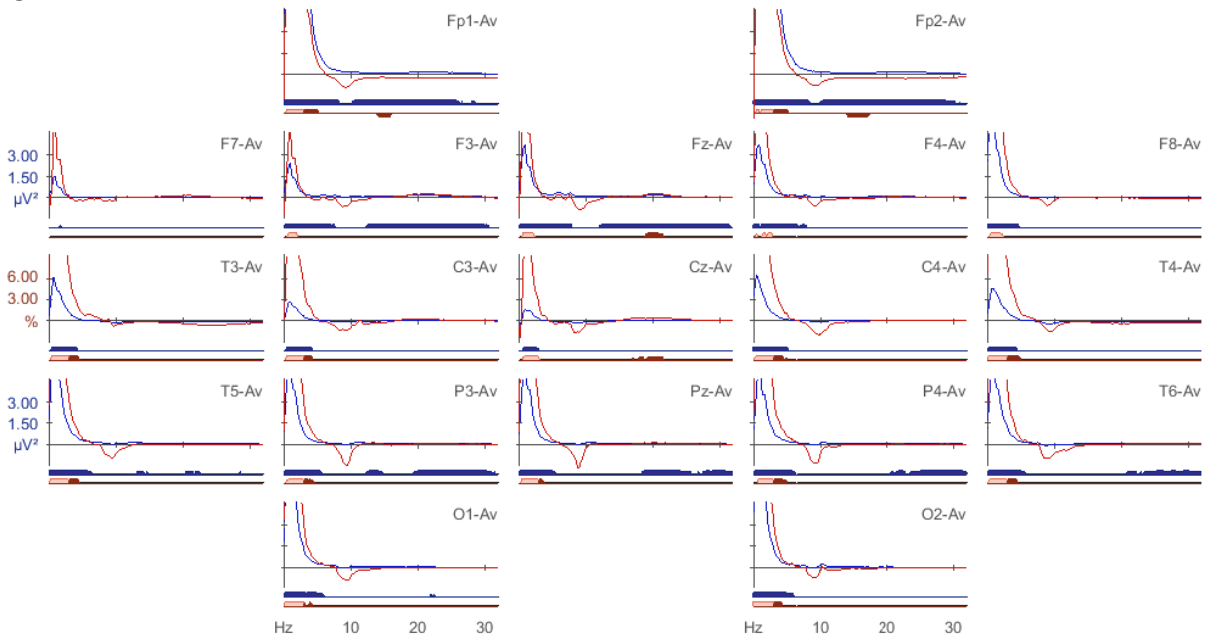 Fp1-Av Fp2-Av
F7-Av F3-Av Fz-Av F4-Av F8-Av
3.00
1.50
µV²
T3-Av C3-Av Cz-Av C4-Av T4-Av
6.00
3.00
%
T5-Av P3-Av Pz-Av P4-Av T6-Av
3.00
1.50
µV²
O1-Av O2-Av
Hz 10 20 30 Hz 10 20 30